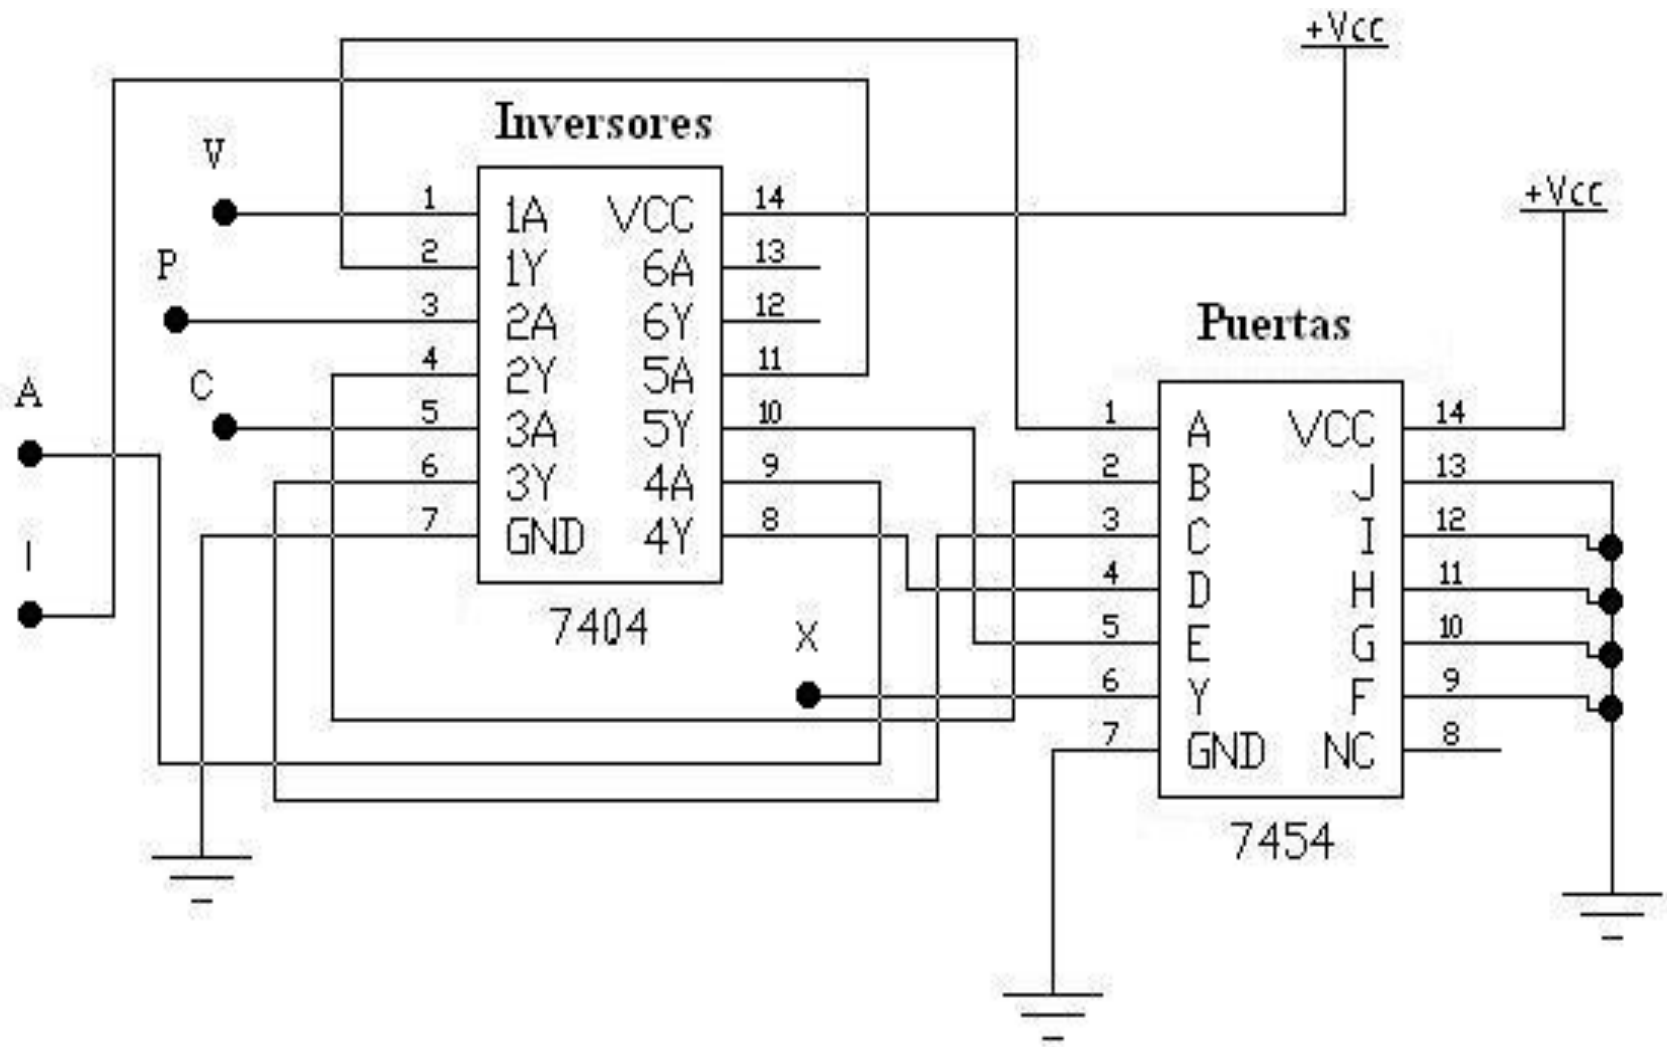 +Vcc
Inversores
V
1 1A VCC 14
+Vcc
P
2 1Y 6A 13
3 2A 6Y 12
Puertas
4 2Y 5A 11
A
C
5 3A 5Y 10
1 A VCC 14
6 3Y 4A 9
2 B J 13
7 GND 4Y 8
3 C I 12
I
4 D H 11
7404
X
5 E G 10
6 Y F 9
7 GND NC 8
7454